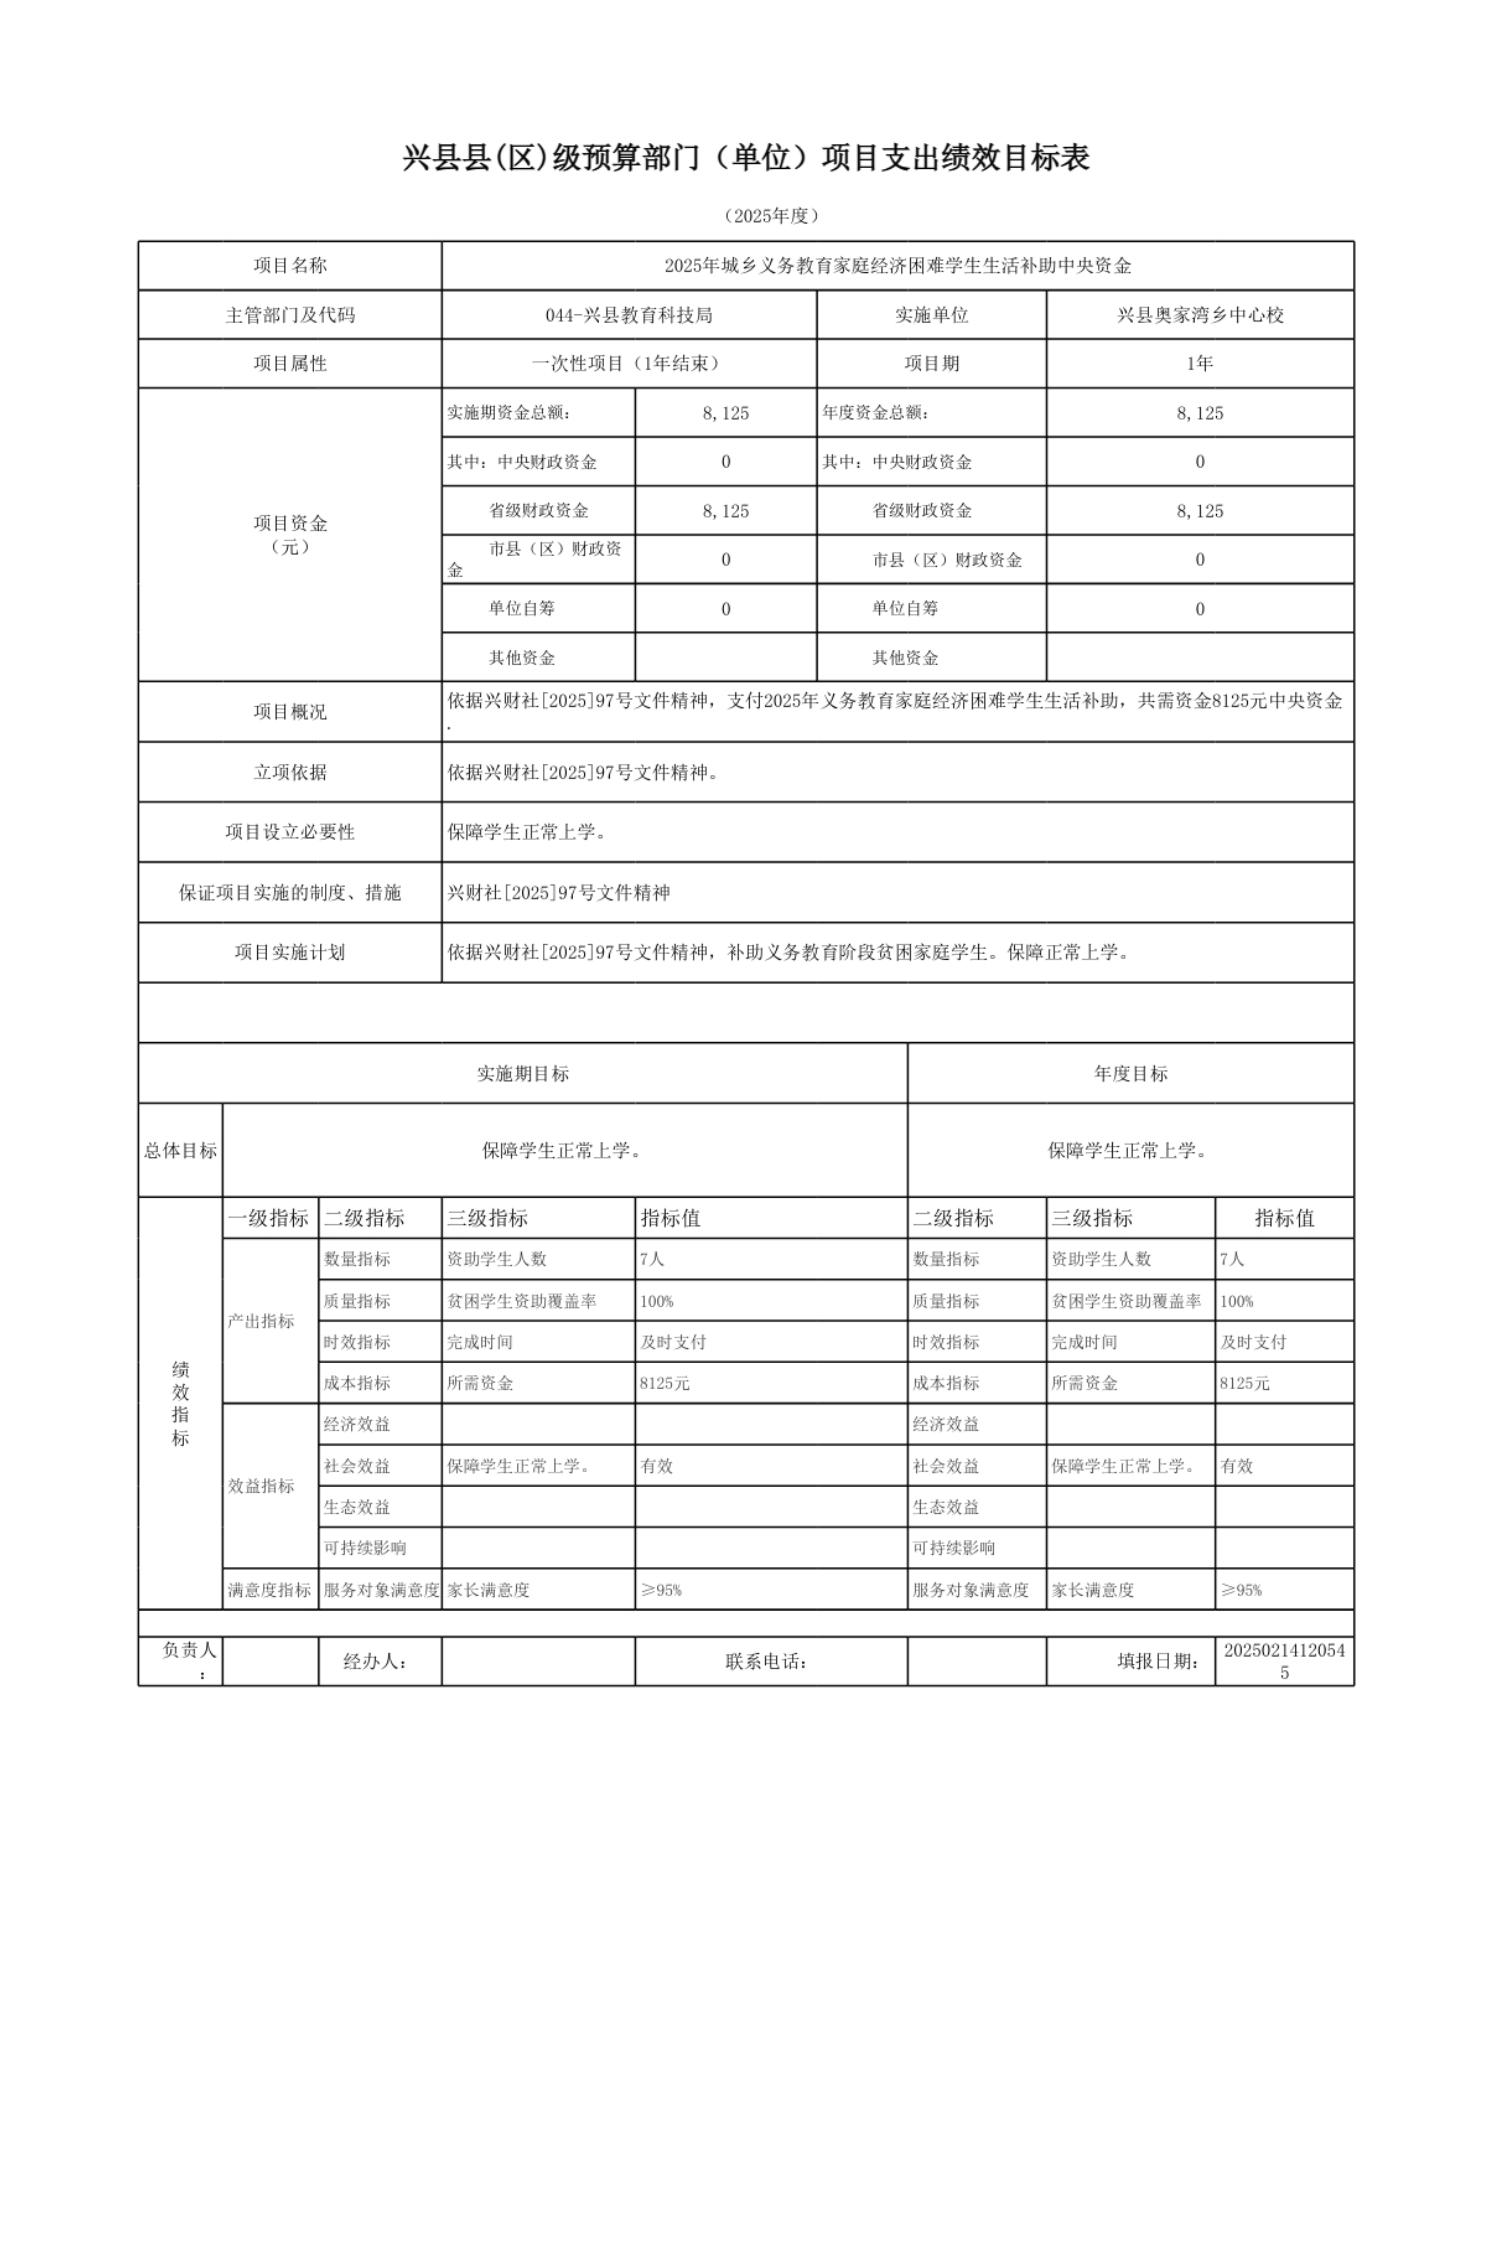 兴县县(区)级预算部门（单位）项目支出绩效目标表
（2025年度）
项目名称 2025年城乡义务教育家庭经济困难学生生活补助中央资金
主管部门及代码 044-兴县教育科技局 实施单位 兴县奥家湾乡中心校
项目属性 一次性项目（1年结束） 项目期 1年
项目资金
（元）
实施期资金总额： 8,125 年度资金总额： 8,125
其中：中央财政资金 0 其中：中央财政资金 0
省级财政资金 8,125 省级财政资金 8,125
市县（区）财政资
金 0 市县（区）财政资金 0
单位自筹 0 单位自筹 0
其他资金 其他资金
项目概况 依据兴财社[2025]97号文件精神，支付2025年义务教育家庭经济困难学生生活补助，共需资金8125元中央资金
.
立项依据 依据兴财社[2025]97号文件精神。
项目设立必要性 保障学生正常上学。
保证项目实施的制度、措施 兴财社[2025]97号文件精神
项目实施计划 依据兴财社[2025]97号文件精神，补助义务教育阶段贫困家庭学生。保障正常上学。
实施期目标 年度目标
总体目标 保障学生正常上学。 保障学生正常上学。
绩
效
指
标
一级指标 二级指标 三级指标 指标值 二级指标 三级指标 指标值
产出指标
数量指标 资助学生人数 7人 数量指标 资助学生人数 7人
质量指标 贫困学生资助覆盖率 100% 质量指标 贫困学生资助覆盖率 100%
时效指标 完成时间 及时支付 时效指标 完成时间 及时支付
成本指标 所需资金 8125元 成本指标 所需资金 8125元
效益指标
经济效益 经济效益
社会效益 保障学生正常上学。 有效 社会效益 保障学生正常上学。 有效
生态效益 生态效益
可持续影响 可持续影响
满意度指标 服务对象满意度 家长满意度 ≥95% 服务对象满意度 家长满意度 ≥95%
负责人
： 经办人： 联系电话： 填报日期： 2025021412054
5